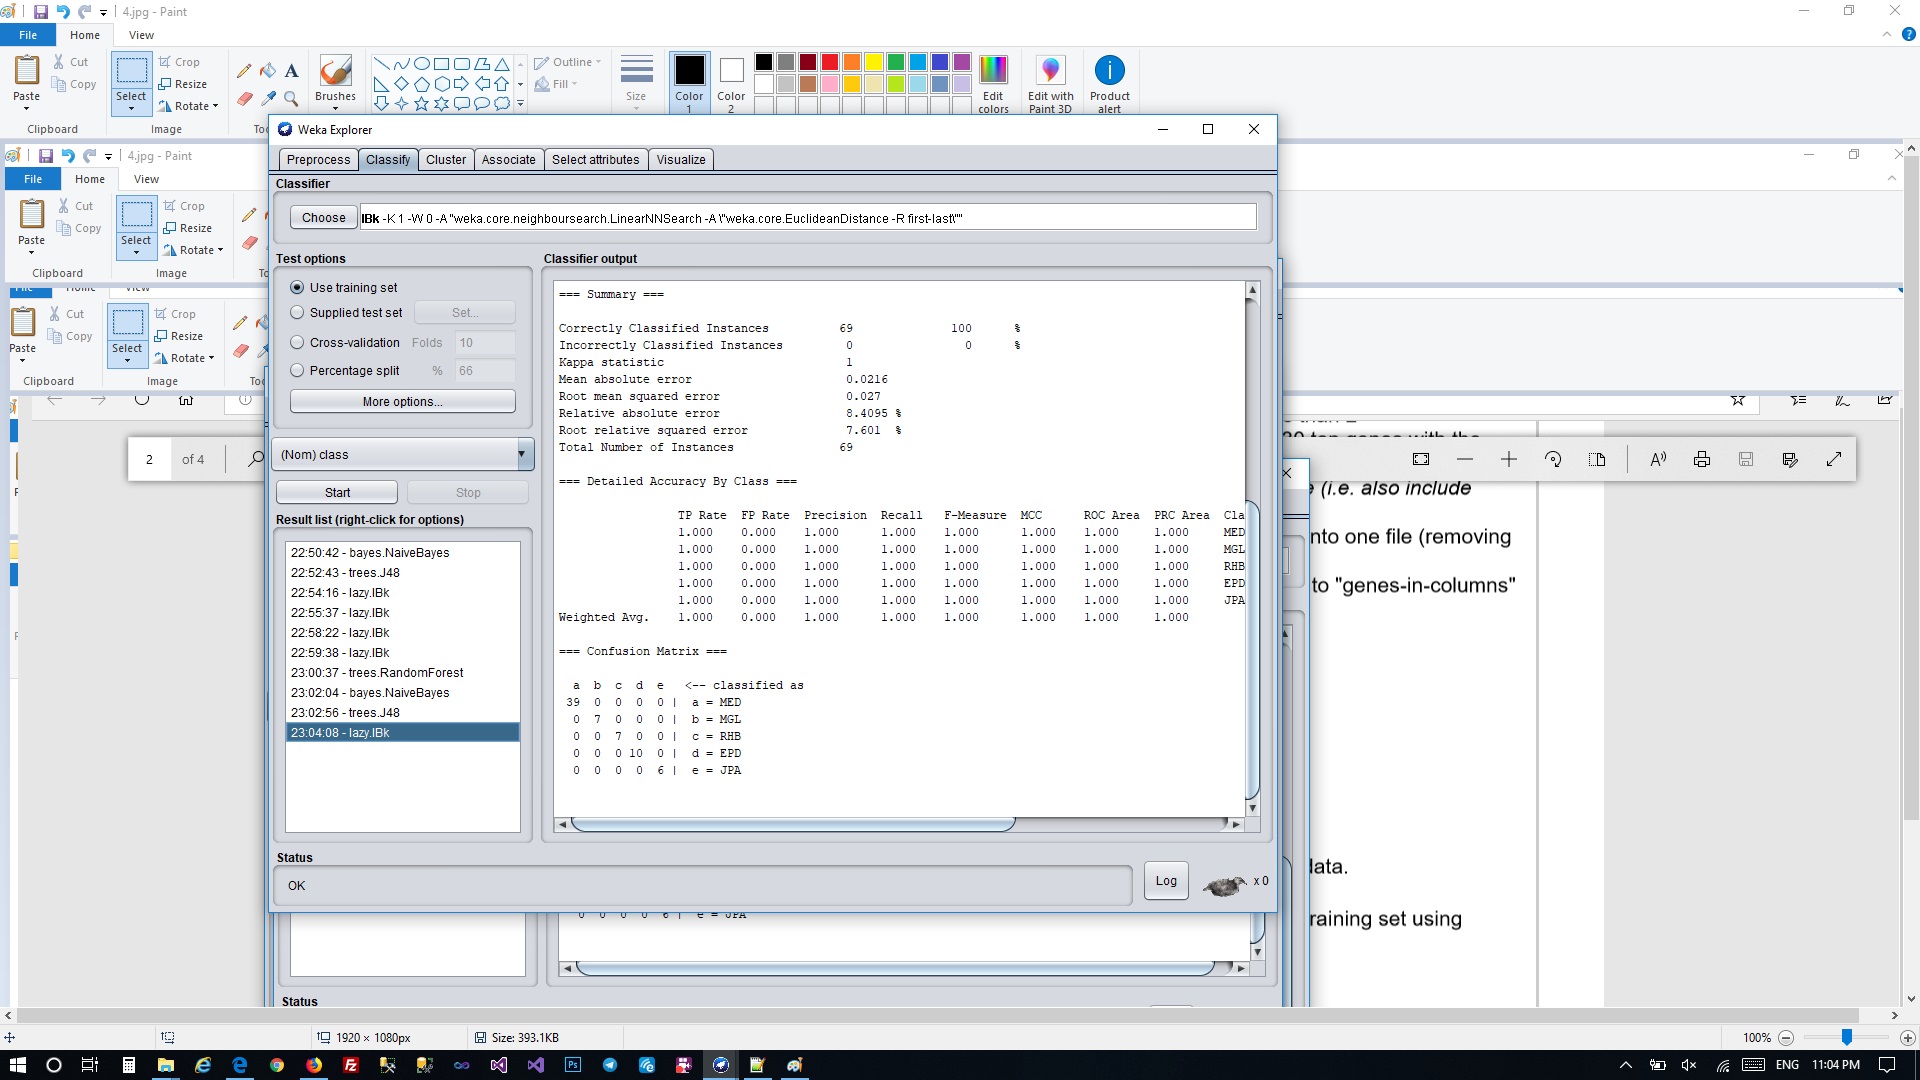 4.jpg - Paint
File Home View
Paste
Cut
Copy
Clipboard
Select
Crop
Resize
Rotate
Image
Brushes
Outline
Fill
Size
Color 1
Color 2
Edit colors
Edit with Paint 3D
Product alert
4.jpg - Paint
File Home View
Paste
Cut
Copy
Clipboard
Select
Crop
Resize
Rotate
Image
Paste
Cut
Copy
Clipboard
Select
Crop
Resize
Rotate
Image
2 of 4
Weka Explorer
Preprocess Classify Cluster Associate Select attributes Visualize
Classifier
Choose IBk -K 1 -W 0 -A "weka.core.neighboursearch.LinearNNSearch -A \"weka.core.EuclideanDistance -R first-last\""
Test options
Use training set
Supplied test set Set...
Cross-validation Folds 10
Percentage split % 66
More options...
(Nom) class
Start Stop
Result list (right-click for options)
22:50:42 - bayes.NaiveBayes
22:52:43 - trees.J48
22:54:16 - lazy.IBk
22:55:37 - lazy.IBk
22:58:22 - lazy.IBk
22:59:38 - lazy.IBk
23:00:37 - trees.RandomForest
23:02:04 - bayes.NaiveBayes
23:02:56 - trees.J48
23:04:08 - lazy.IBk
Classifier output
=== Summary ===
Correctly Classified Instances 69 100 %
Incorrectly Classified Instances 0 0 %
Kappa statistic 1
Mean absolute error 0.0216
Root mean squared error 0.027
Relative absolute error 8.4095 %
Root relative squared error 7.601 %
Total Number of Instances 69
=== Detailed Accuracy By Class ===
TP Rate FP Rate Precision Recall F-Measure MCC ROC Area PRC Area Cla
1.000 0.000 1.000 1.000 1.000 1.000 1.000 1.000 MED
1.000 0.000 1.000 1.000 1.000 1.000 1.000 1.000 MGL
1.000 0.000 1.000 1.000 1.000 1.000 1.000 1.000 RHB
1.000 0.000 1.000 1.000 1.000 1.000 1.000 1.000 EPD
1.000 0.000 1.000 1.000 1.000 1.000 1.000 1.000 JPA
Weighted Avg. 1.000 0.000 1.000 1.000 1.000 1.000 1.000 1.000
=== Confusion Matrix ===
a b c d e <-- classified as
39 0 0 0 0 | a = MED
0 7 0 0 0 | b = MGL
0 0 7 0 0 | c = RHB
0 0 0 10 0 | d = EPD
0 0 0 0 6 | e = JPA
Status
OK
Log x 0
0 0 0 0 6 | e = JPA
Status
(i.e. also include
nto one file (removing
to "genes-in-columns"
data.
raining set using
1920 × 1080px
Size: 393.1KB
100%
ENG 11:04 PM